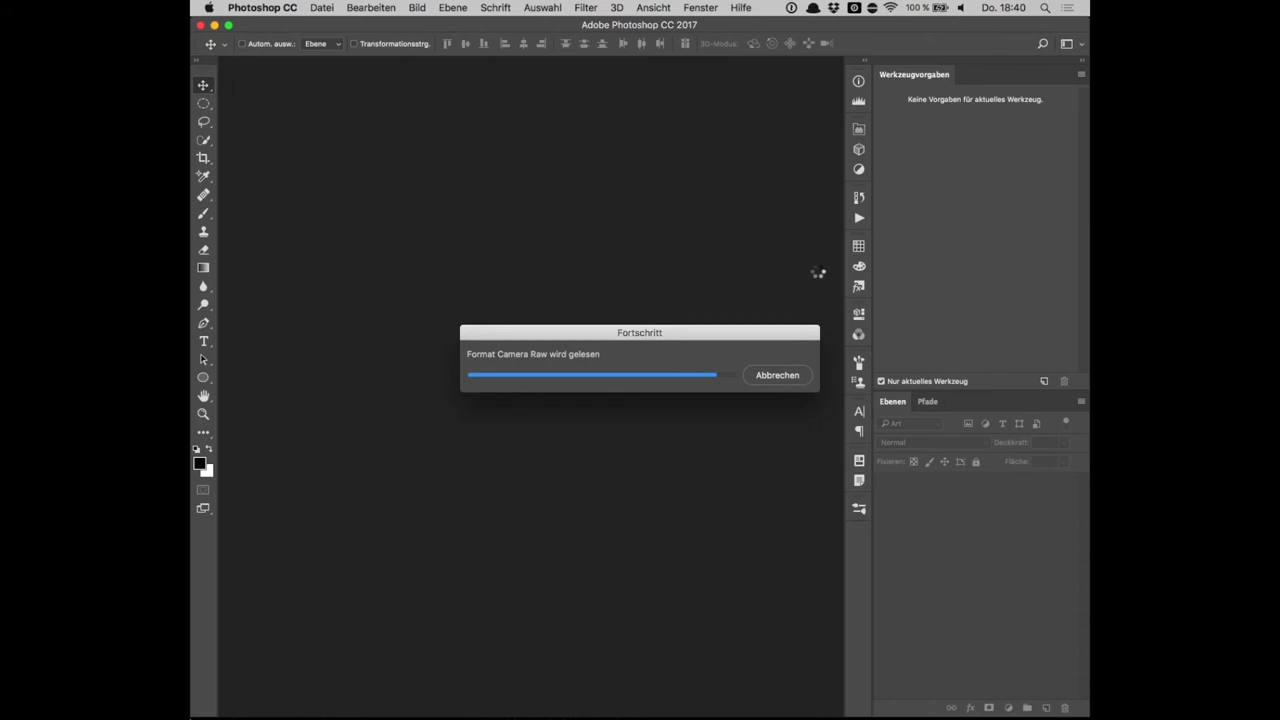 Photoshop CC Datei Bearbeiten Bild Ebene Schrift Auswahl Filter 3D Ansicht Fenster Hilfe 100 % Do. 18:40
Adobe Photoshop CC 2017
Autom. ausw.: Ebene Transformationsstrg. 3D-Modus:
Werkzeugvorgaben
Keine Vorgaben für aktuelles Werkzeug.
Fortschritt
Format Camera Raw wird gelesen
Abbrechen
Nur aktuelles Werkzeug
Ebenen Pfade
Art
Normal Deckkraft:
Fixieren: Fläche: